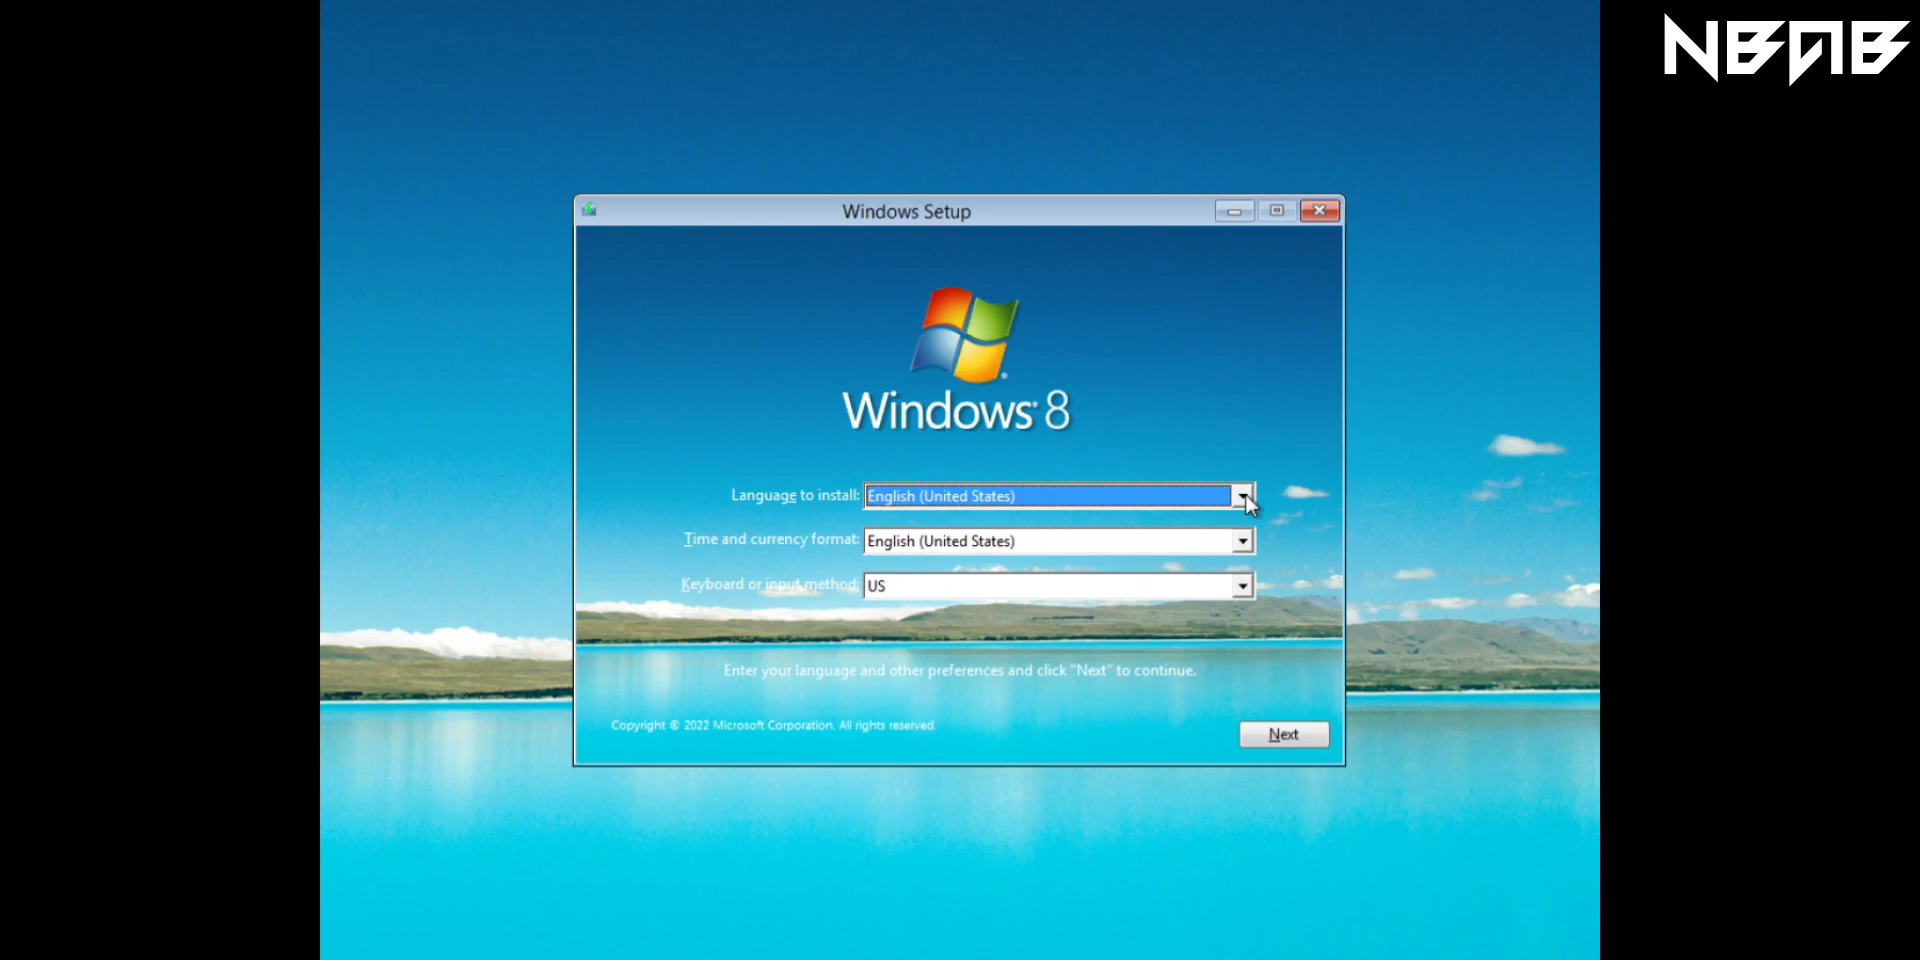 NBAB
Windows Setup
Windows® 8
Language to install: English (United States)
Time and currency format: English (United States)
Keyboard or input method: US
Enter your language and other preferences and click "Next" to continue.
Copyright © 2022 Microsoft Corporation. All rights reserved.
Next